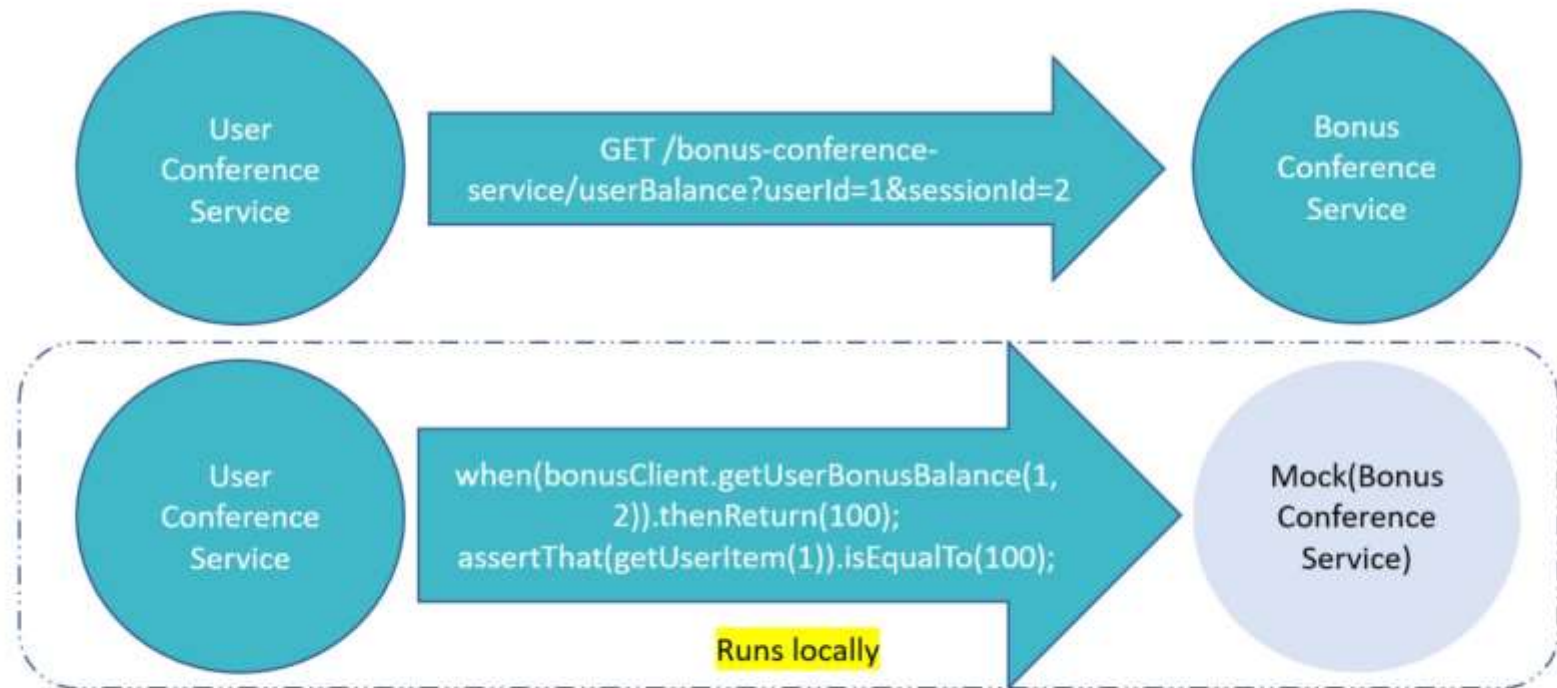 User
Conference
Service
GET /bonus-conference-
service/userBalance?userId=1&sessionId=2
Bonus
Conference
Service
User
Conference
Service
when(bonusClient.getUserBonusBalance(1,
2)).thenReturn(100);
assertThat(getUserItem(1)).isEqualTo(100);
Mock(Bonus
Conference
Service)
Runs locally